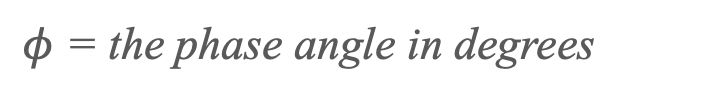 ϕ = the phase angle in degrees